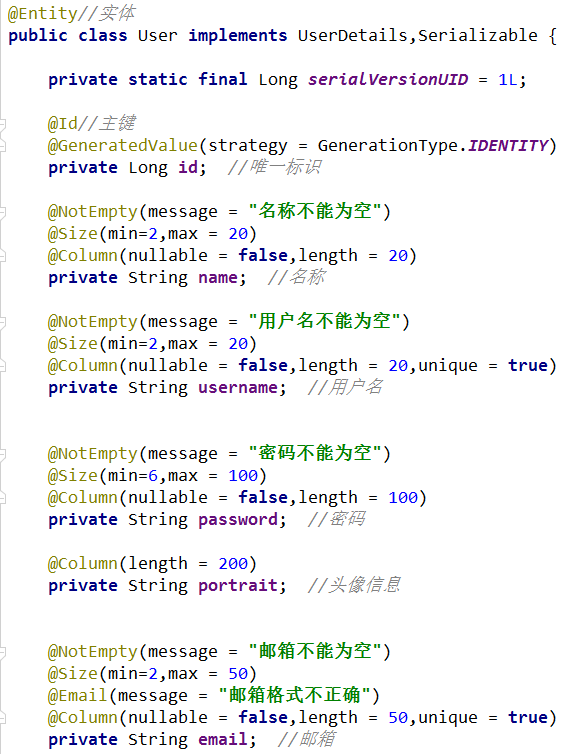 @Entity//实体
public class User implements UserDetails,Serializable {
private static final Long serialVersionUID = 1L;
@Id//主键
@GeneratedValue(strategy = GenerationType.IDENTITY)
private Long id;  //唯一标识
@NotEmpty(message = "名称不能为空")
@Size(min=2,max = 20)
@Column(nullable = false,length = 20)
private String name;  //名称
@NotEmpty(message = "用户名不能为空")
@Size(min=2,max = 20)
@Column(nullable = false,length = 20,unique = true)
private String username;  //用户名
@NotEmpty(message = "密码不能为空")
@Size(min=6,max = 100)
@Column(nullable = false,length = 100)
private String password;  //密码
@Column(length = 200)
private String portrait;  //头像信息
@NotEmpty(message = "邮箱不能为空")
@Size(min=2,max = 50)
@Email(message = "邮箱格式不正确")
@Column(nullable = false,length = 50,unique = true)
private String email;  //邮箱